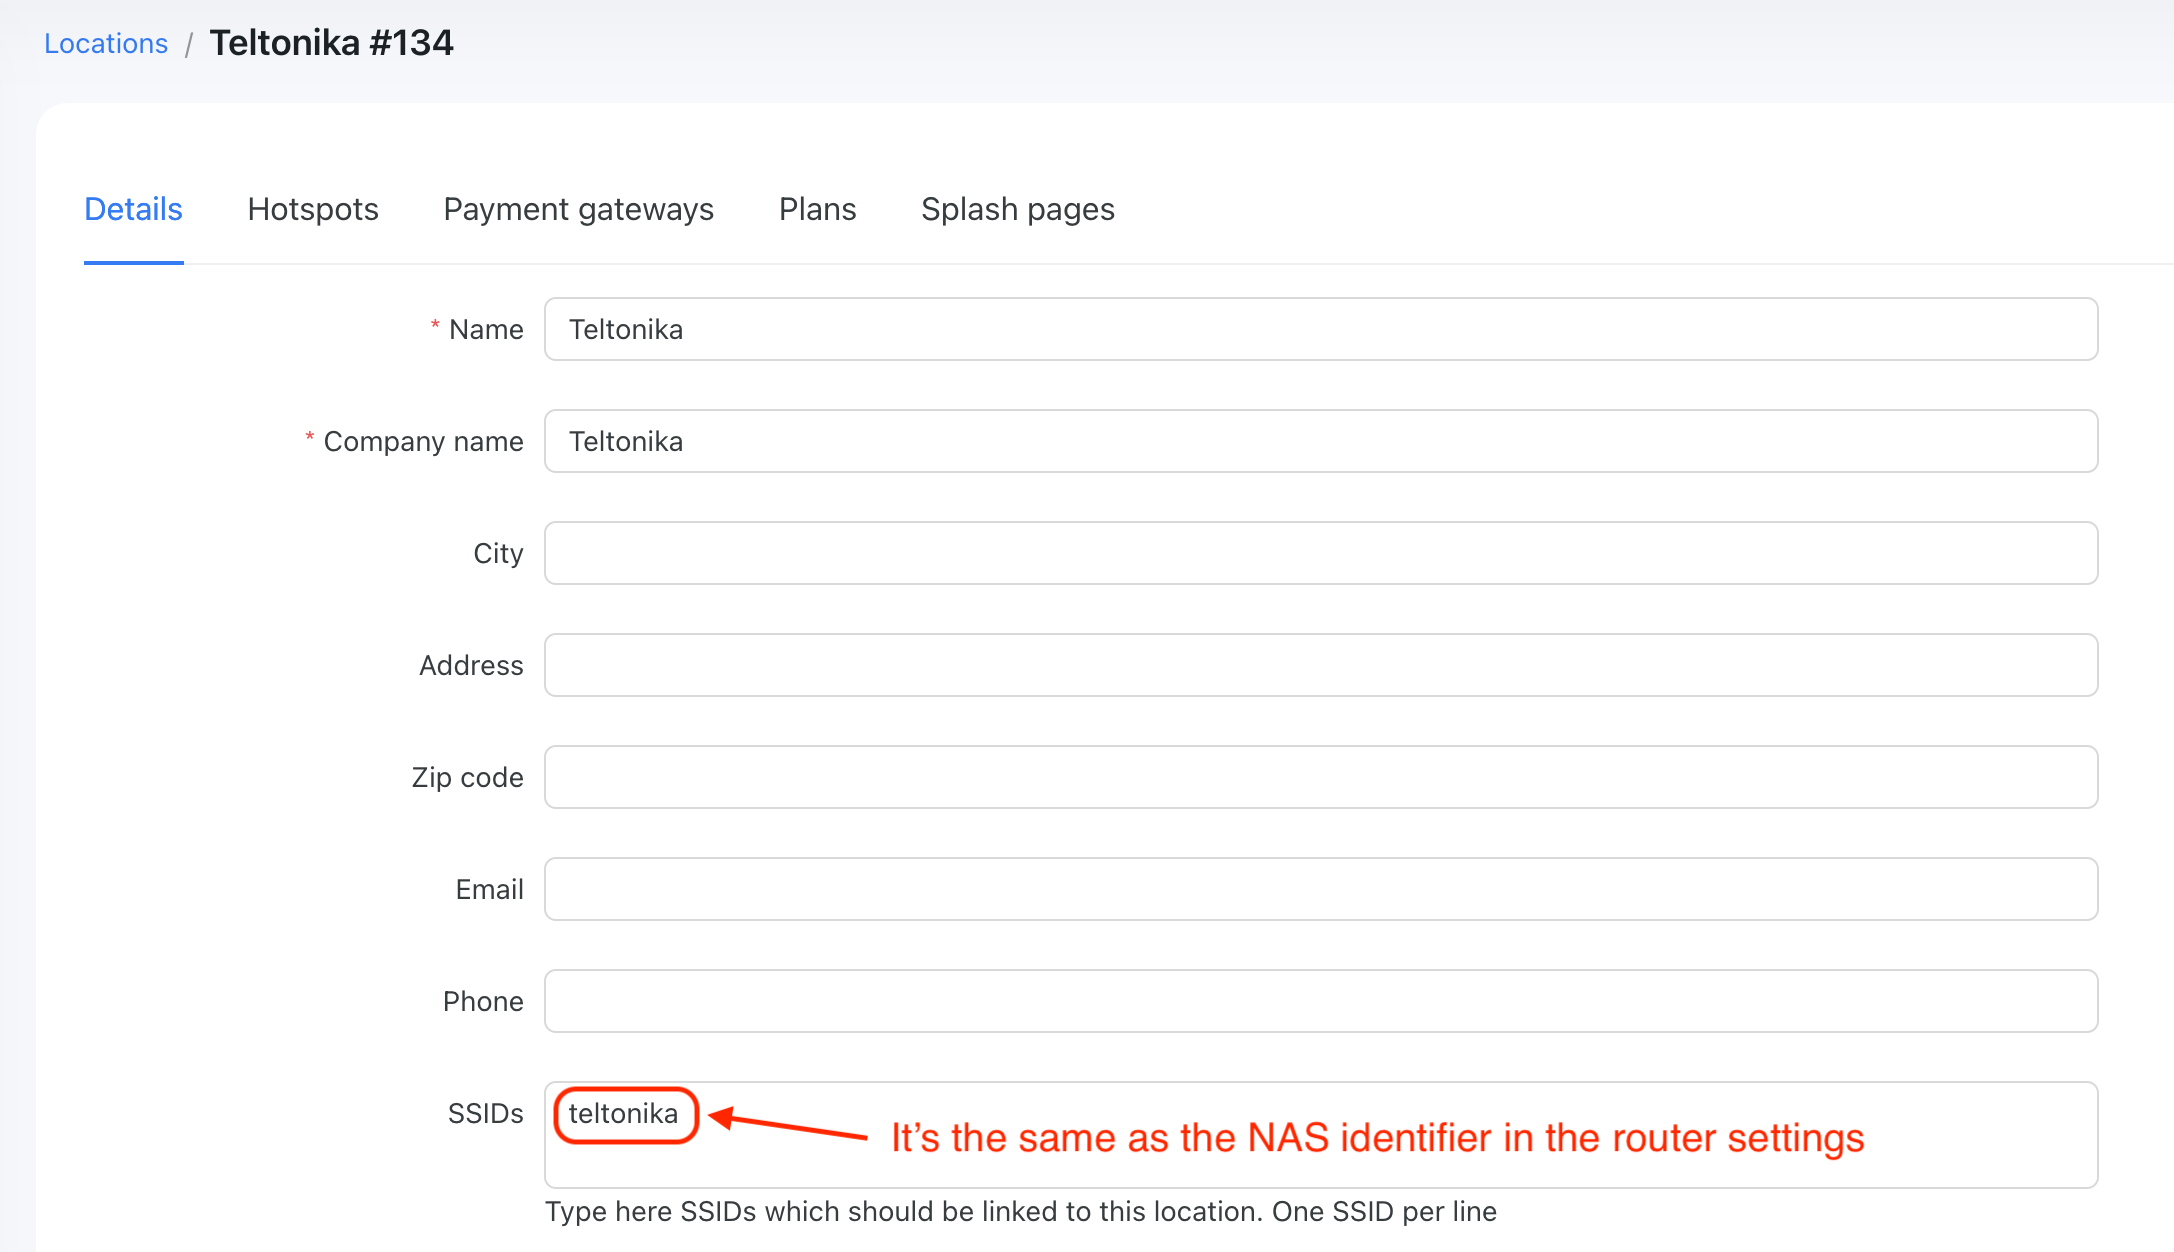 Locations / Teltonika #134
Details Hotspots Payment gateways Plans Splash pages
* Name Teltonika
* Company name Teltonika
City
Address
Zip code
Email
Phone
SSIDs teltonika
It’s the same as the NAS identifier in the router settings
Type here SSIDs which should be linked to this location. One SSID per line